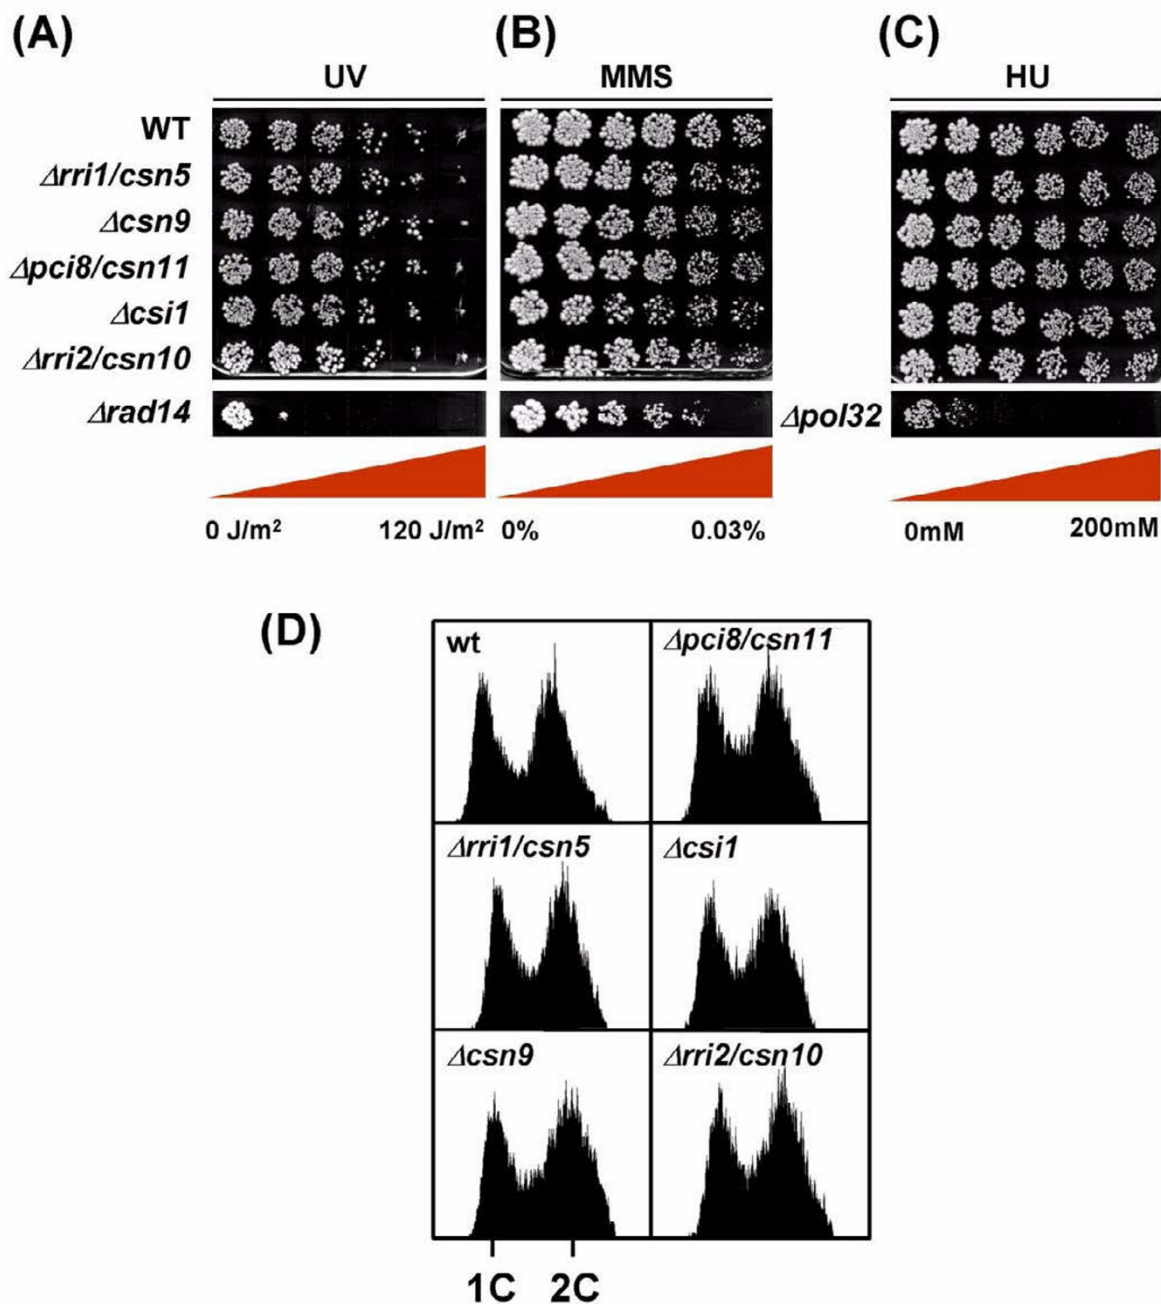 (A) (B) (C)
UV MMS HU
WT
Δrri1/csn5
Δcsn9
Δpci8/csn11
Δcsi1
Δrri2/csn10
Δrad14 Δpol32
0 J/m² 120 J/m² 0% 0.03% 0mM 200mM
(D)
wt Δpci8/csn11
Δrri1/csn5 Δcsi1
Δcsn9 Δrri2/csn10
1C 2C